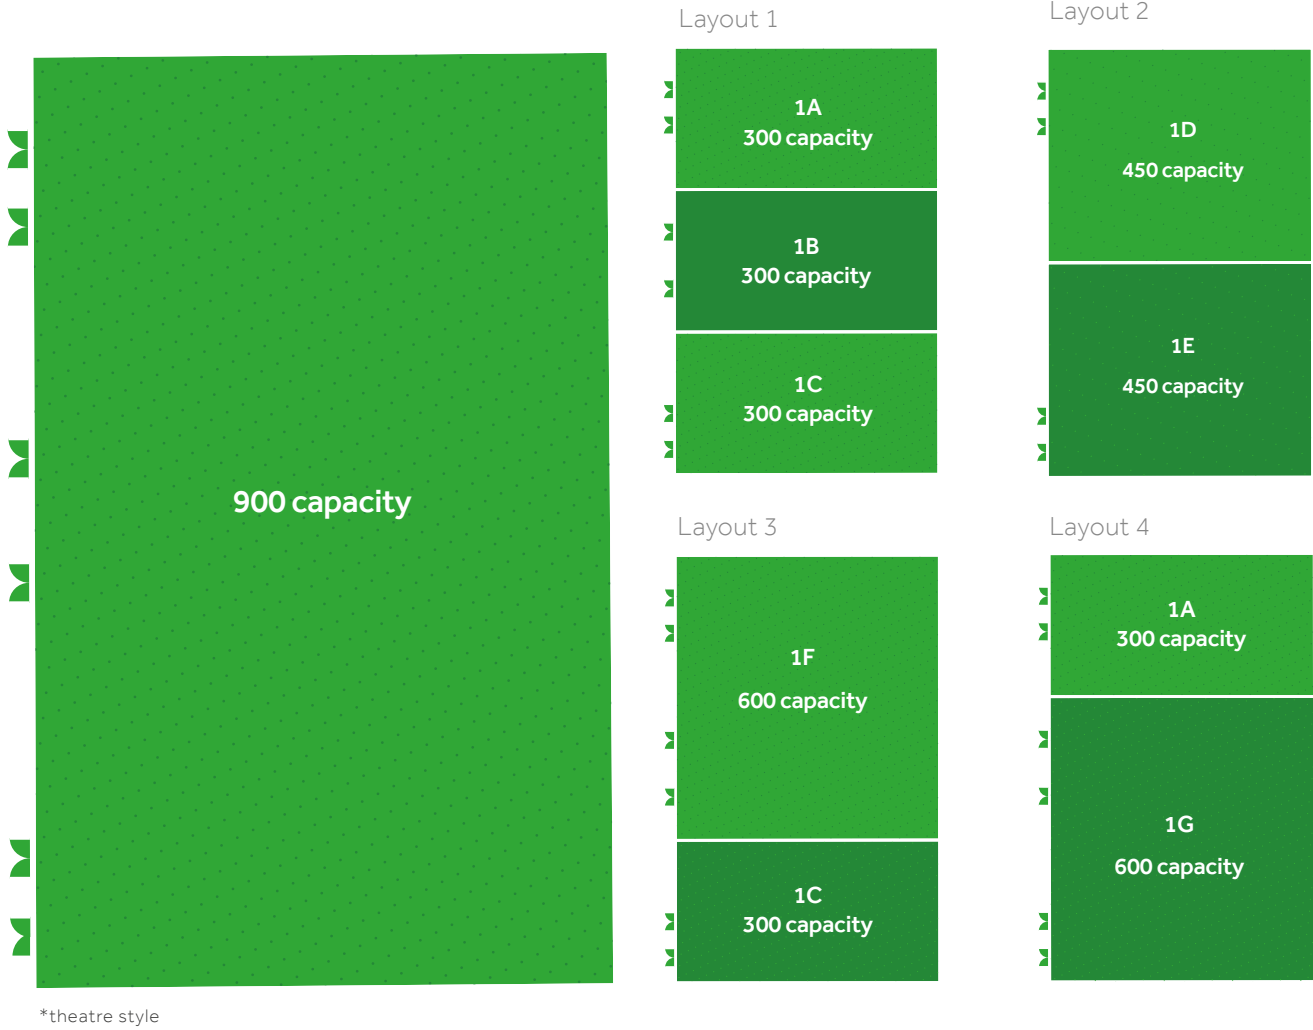 900 capacity
*theatre style
Layout 1
1A
300 capacity
1B
300 capacity
1C
300 capacity
Layout 2
1D
450 capacity
1E
450 capacity
Layout 3
1F
600 capacity
1C
300 capacity
Layout 4
1A
300 capacity
1G
600 capacity